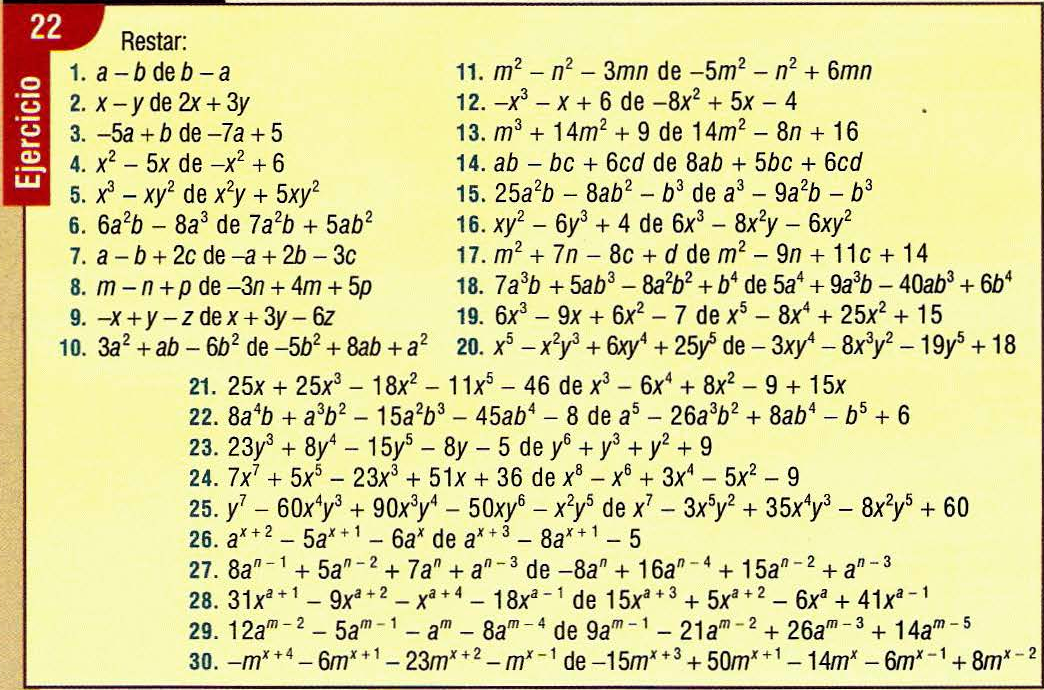 22
Ejercicio
Restar:
1. a – b de b – a
2. x – y de 2x + 3y
3. –5a + b de –7a + 5
4. x² – 5x de –x² + 6
5. x³ – xy² de x²y + 5xy²
6. 6a²b – 8a³ de 7a²b + 5ab²
7. a – b + 2c de –a + 2b – 3c
8. m – n + p de –3n + 4m + 5p
9. –x + y – z de x + 3y – 6z
10. 3a² + ab – 6b² de –5b² + 8ab + a²
11. m² – n² – 3mn de –5m² – n² + 6mn
12. –x³ – x + 6 de –8x² + 5x – 4
13. m³ + 14m² + 9 de 14m² – 8n + 16
14. ab – bc + 6cd de 8ab + 5bc + 6cd
15. 25a²b – 8ab² – b³ de a³ – 9a²b – b³
16. xy² – 6y³ + 4 de 6x³ – 8x²y – 6xy²
17. m² + 7n – 8c + d de m² – 9n + 11c + 14
18. 7a³b + 5ab³ – 8a²b² + b⁴ de 5a⁴ + 9a³b – 40ab³ + 6b⁴
19. 6x³ – 9x + 6x² – 7 de x⁵ – 8x⁴ + 25x² + 15
20. x⁵ – x²y³ + 6xy⁴ + 25y⁵ de – 3xy⁴ – 8x³y² – 19y⁵ + 18
21. 25x + 25x³ – 18x² – 11x⁵ – 46 de x³ – 6x⁴ + 8x² – 9 + 15x
22. 8a⁴b + a³b² – 15a²b³ – 45ab⁴ – 8 de a⁵ – 26a³b² + 8ab⁴ – b⁵ + 6
23. 23y³ + 8y⁴ – 15y⁵ – 8y – 5 de y⁶ + y³ + y² + 9
24. 7x⁷ + 5x⁵ – 23x³ + 51x + 36 de x⁸ – x⁶ + 3x⁴ – 5x² – 9
25. y⁷ – 60x⁴y³ + 90x³y⁴ – 50xy⁶ – x²y⁵ de x⁷ – 3x⁵y² + 35x⁴y³ – 8x²y⁵ + 60
26. aˣ⁺² – 5aˣ⁺¹ – 6aˣ de aˣ⁺³ – 8aˣ⁺¹ – 5
27. 8aⁿ⁻¹ + 5aⁿ⁻² + 7aⁿ + aⁿ⁻³ de –8aⁿ + 16aⁿ⁻⁴ + 15aⁿ⁻² + aⁿ⁻³
28. 31xᵃ⁺¹ – 9xᵃ⁺² – xᵃ⁺⁴ – 18xᵃ⁻¹ de 15xᵃ⁺³ + 5xᵃ⁺² – 6xᵃ + 41xᵃ⁻¹
29. 12aᵐ⁻² – 5aᵐ⁻¹ – aᵐ – 8aᵐ⁻⁴ de 9aᵐ⁻¹ – 21aᵐ⁻² + 26aᵐ⁻³ + 14aᵐ⁻⁵
30. –mˣ⁺⁴ – 6mˣ⁺¹ – 23mˣ⁺² – mˣ⁻¹ de –15mˣ⁺³ + 50mˣ⁺¹ – 14mˣ – 6mˣ⁻¹ + 8mˣ⁻²